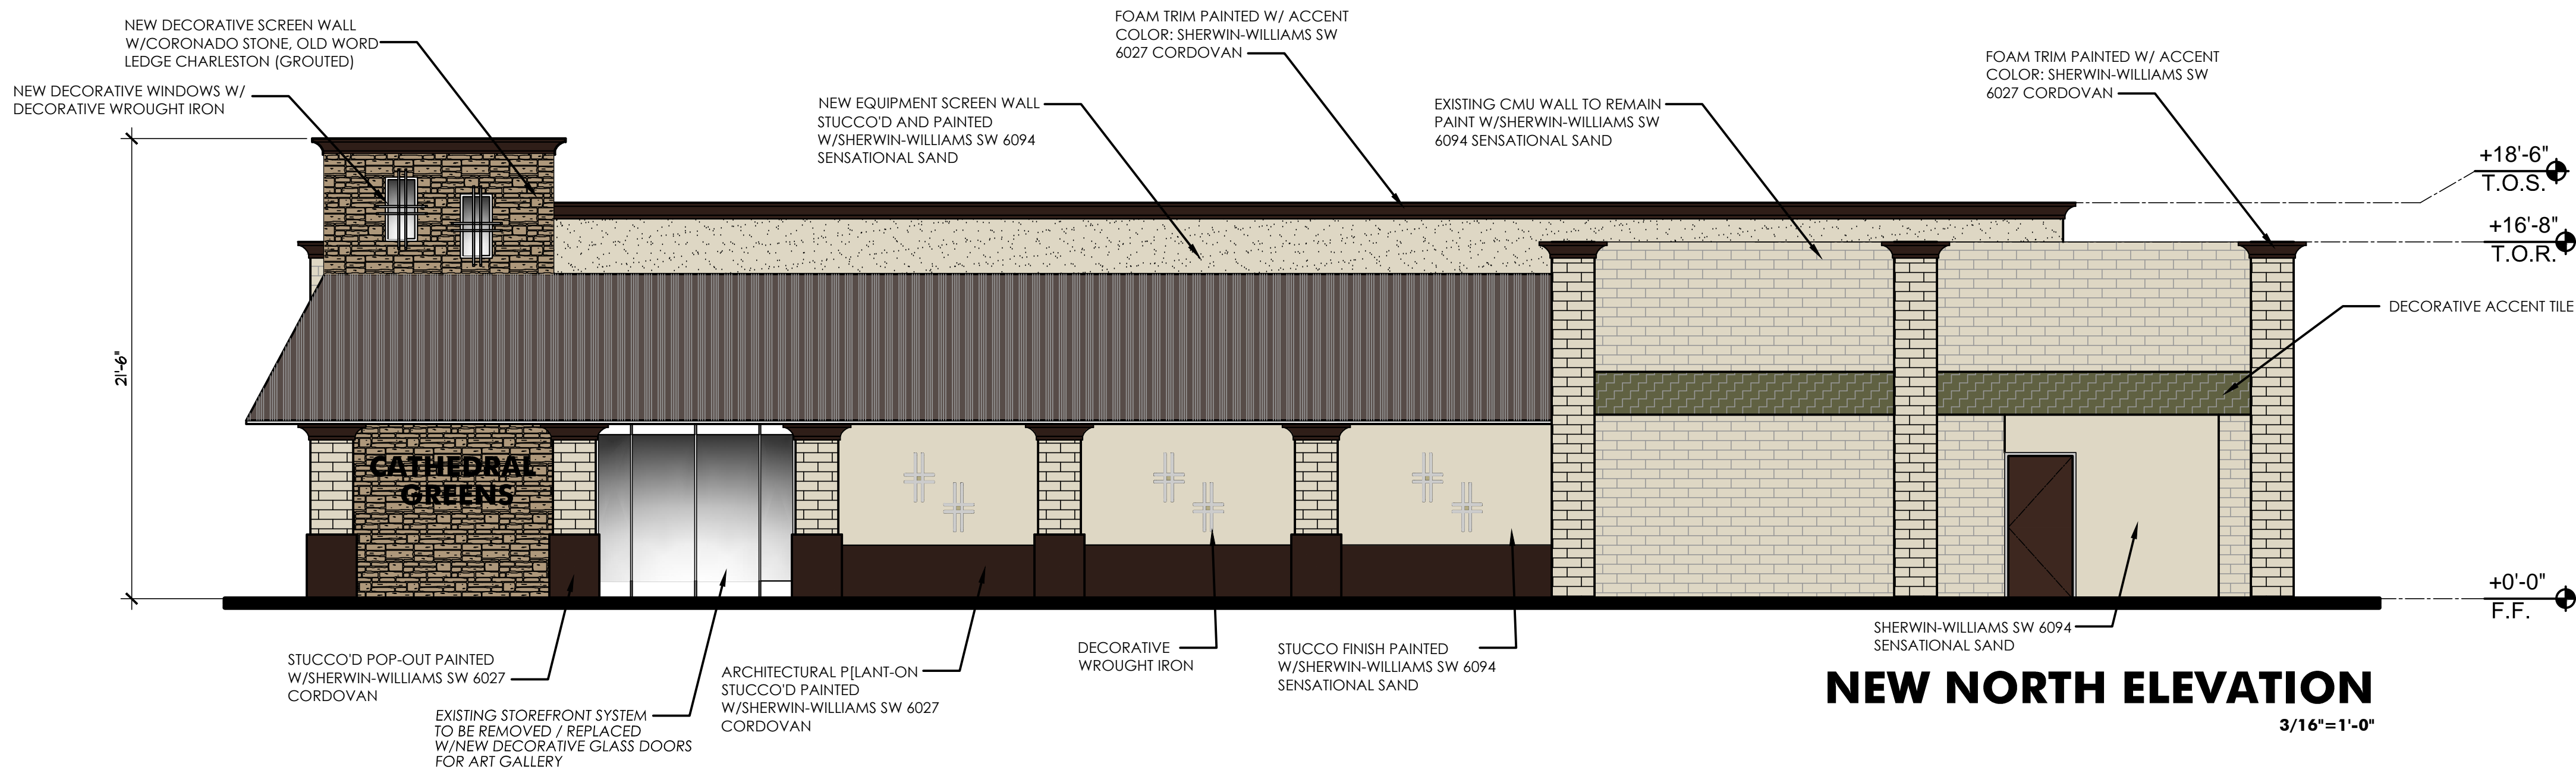 NEW DECORATIVE SCREEN WALL
W/CORONADO STONE, OLD WORD
LEDGE CHARLESTON (GROUTED)
NEW DECORATIVE WINDOWS W/
DECORATIVE WROUGHT IRON
FOAM TRIM PAINTED W/ ACCENT
COLOR: SHERWIN-WILLIAMS SW
6027 CORDOVAN
NEW EQUIPMENT SCREEN WALL
STUCCO'D AND PAINTED
W/SHERWIN-WILLIAMS SW 6094
SENSATIONAL SAND
EXISTING CMU WALL TO REMAIN
PAINT W/SHERWIN-WILLIAMS SW
6094 SENSATIONAL SAND
FOAM TRIM PAINTED W/ ACCENT
COLOR: SHERWIN-WILLIAMS SW
6027 CORDOVAN
+18'-6"
T.O.S.
+16'-8"
T.O.R.
DECORATIVE ACCENT TILE
21'-6"
CATHEDRAL
GREENS
+0'-0"
F.F.
STUCCO'D POP-OUT PAINTED
W/SHERWIN-WILLIAMS SW 6027
CORDOVAN
EXISTING STOREFRONT SYSTEM
TO BE REMOVED / REPLACED
W/NEW DECORATIVE GLASS DOORS
FOR ART GALLERY
ARCHITECTURAL P[LANT-ON
STUCCO'D PAINTED
W/SHERWIN-WILLIAMS SW 6027
CORDOVAN
DECORATIVE
WROUGHT IRON
STUCCO FINISH PAINTED
W/SHERWIN-WILLIAMS SW 6094
SENSATIONAL SAND
SHERWIN-WILLIAMS SW 6094
SENSATIONAL SAND
NEW NORTH ELEVATION
3/16"=1'-0"